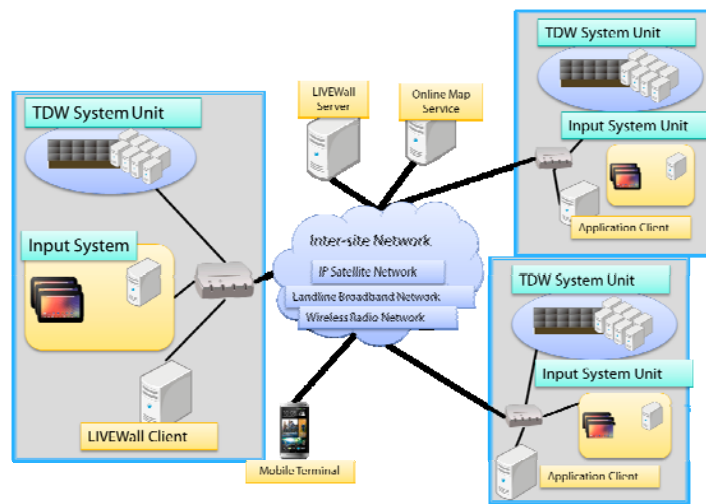 TDW System Unit
Input System
LIVEWall Client
LIVEWall
Server
Online Map
Service
Inter-site Network
IP Satellite Network
Landline Broadband Network
Wireless Radio Network
Mobile Terminal
TDW System Unit
Input System Unit
Application Client
TDW System Unit
Input System Unit
Application Client